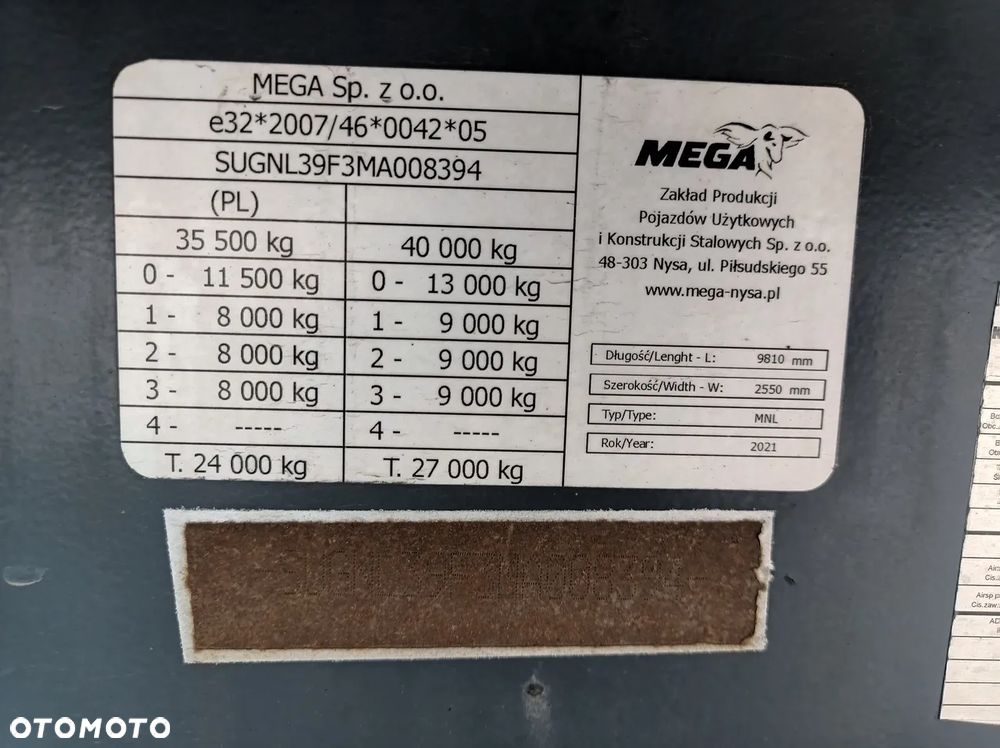 MEGA Sp. z o.o.
e32*2007/46*0042*05
SUGNL39F3MA008394
(PL)
35 500 kg 40 000 kg
0 - 11 500 kg 0 - 13 000 kg
1 - 8 000 kg 1 - 9 000 kg
2 - 8 000 kg 2 - 9 000 kg
3 - 8 000 kg 3 - 9 000 kg
4 - ----- 4 - -----
T. 24 000 kg T. 27 000 kg
MEGA
Zakład Produkcji
Pojazdów Użytkowych
i Konstrukcji Stalowych Sp. z o.o.
48-303 Nysa, ul. Piłsudskiego 55
www.mega-nysa.pl
Długość/Lenght - L: 9810 mm
Szerokość/Width - W: 2550 mm
Typ/Type: MNL
Rok/Year: 2021
OTOMOTO